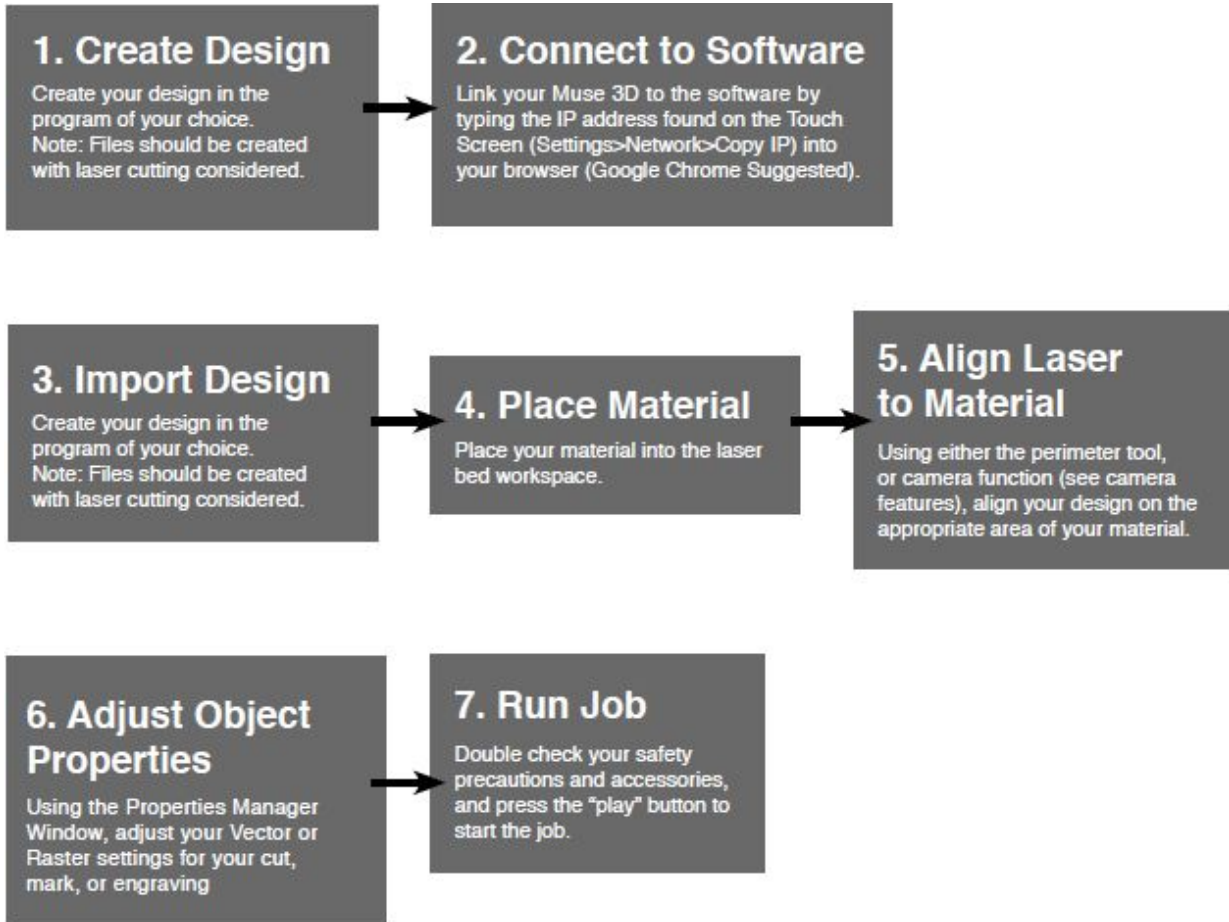 1. Create Design
Create your design in the
program of your choice.
Note: Files should be created
with laser cutting considered.
2. Connect to Software
Link your Muse 3D to the software by
typing the IP address found on the Touch
Screen (Settings>Network>Copy IP) into
your browser (Google Chrome Suggested).
3. Import Design
Create your design in the
program of your choice.
Note: Files should be created
with laser cutting considered.
4. Place Material
Place your material into the laser
bed workspace.
5. Align Laser
to Material
Using either the perimeter tool,
or camera function (see camera
features), align your design on the
appropriate area of your material.
6. Adjust Object
Properties
Using the Properties Manager
Window, adjust your Vector or
Raster settings for your cut,
mark, or engraving
7. Run Job
Double check your safety
precautions and accessories,
and press the “play” button to
start the job.